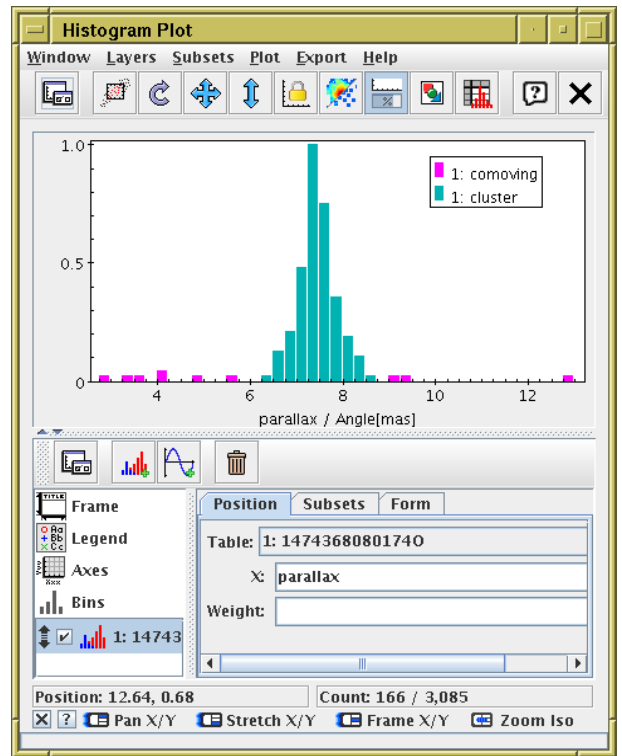 Histogram Plot
Window Layers Subsets Plot Export Help
%
1: comoving
1: cluster
1.0
0.5
0
4 6 8 10 12
parallax / Angle[mas]
TITLE
Frame
Legend
Axes
Bins
1: 14743
Position Subsets Form
Table: 1: 1474368080174O
X: parallax
Weight:
Position: 12.64, 0.68
Count: 166 / 3,085
Pan X/Y Stretch X/Y Frame X/Y Zoom Iso